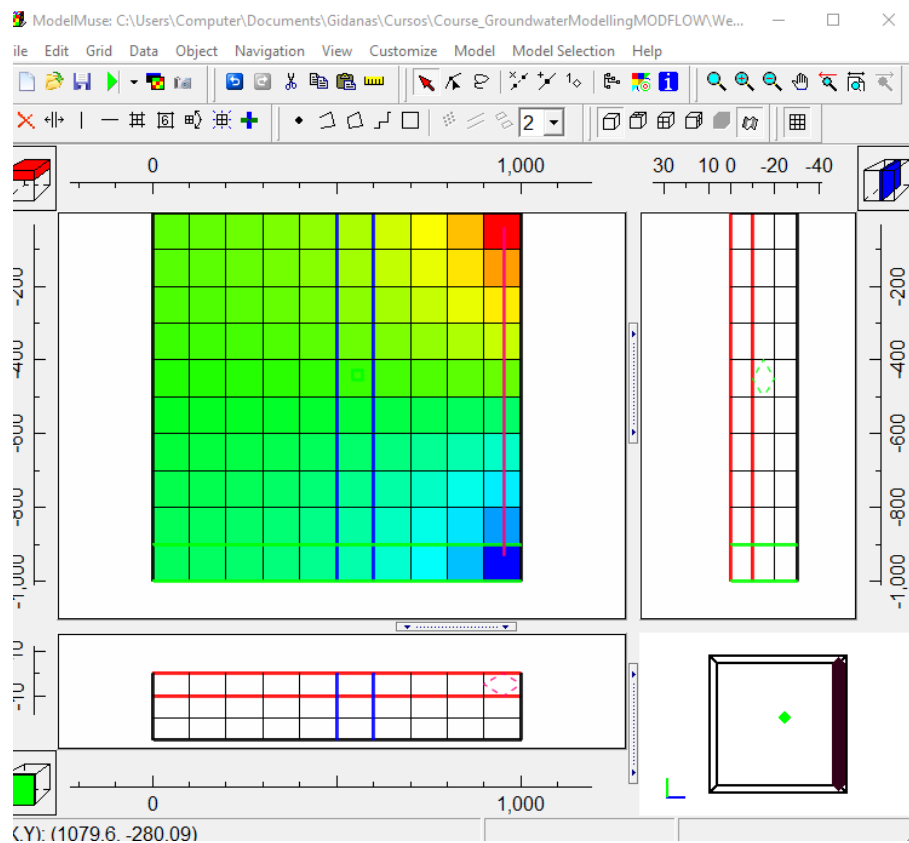 ModelMuse: C:\Users\Computer\Documents\Gidanas\Cursos\Course_GroundwaterModellingMODFLOW\We...
ile Edit Grid Data Object Navigation View Customize Model Model Selection Help
2
0 1,000 30 10 0 -20 -40
-200 -400 -600 -800 -1,000
-200 -400 -600 -800 -1,000
-10
0 1,000
X,Y): (1079.6, -280.09)